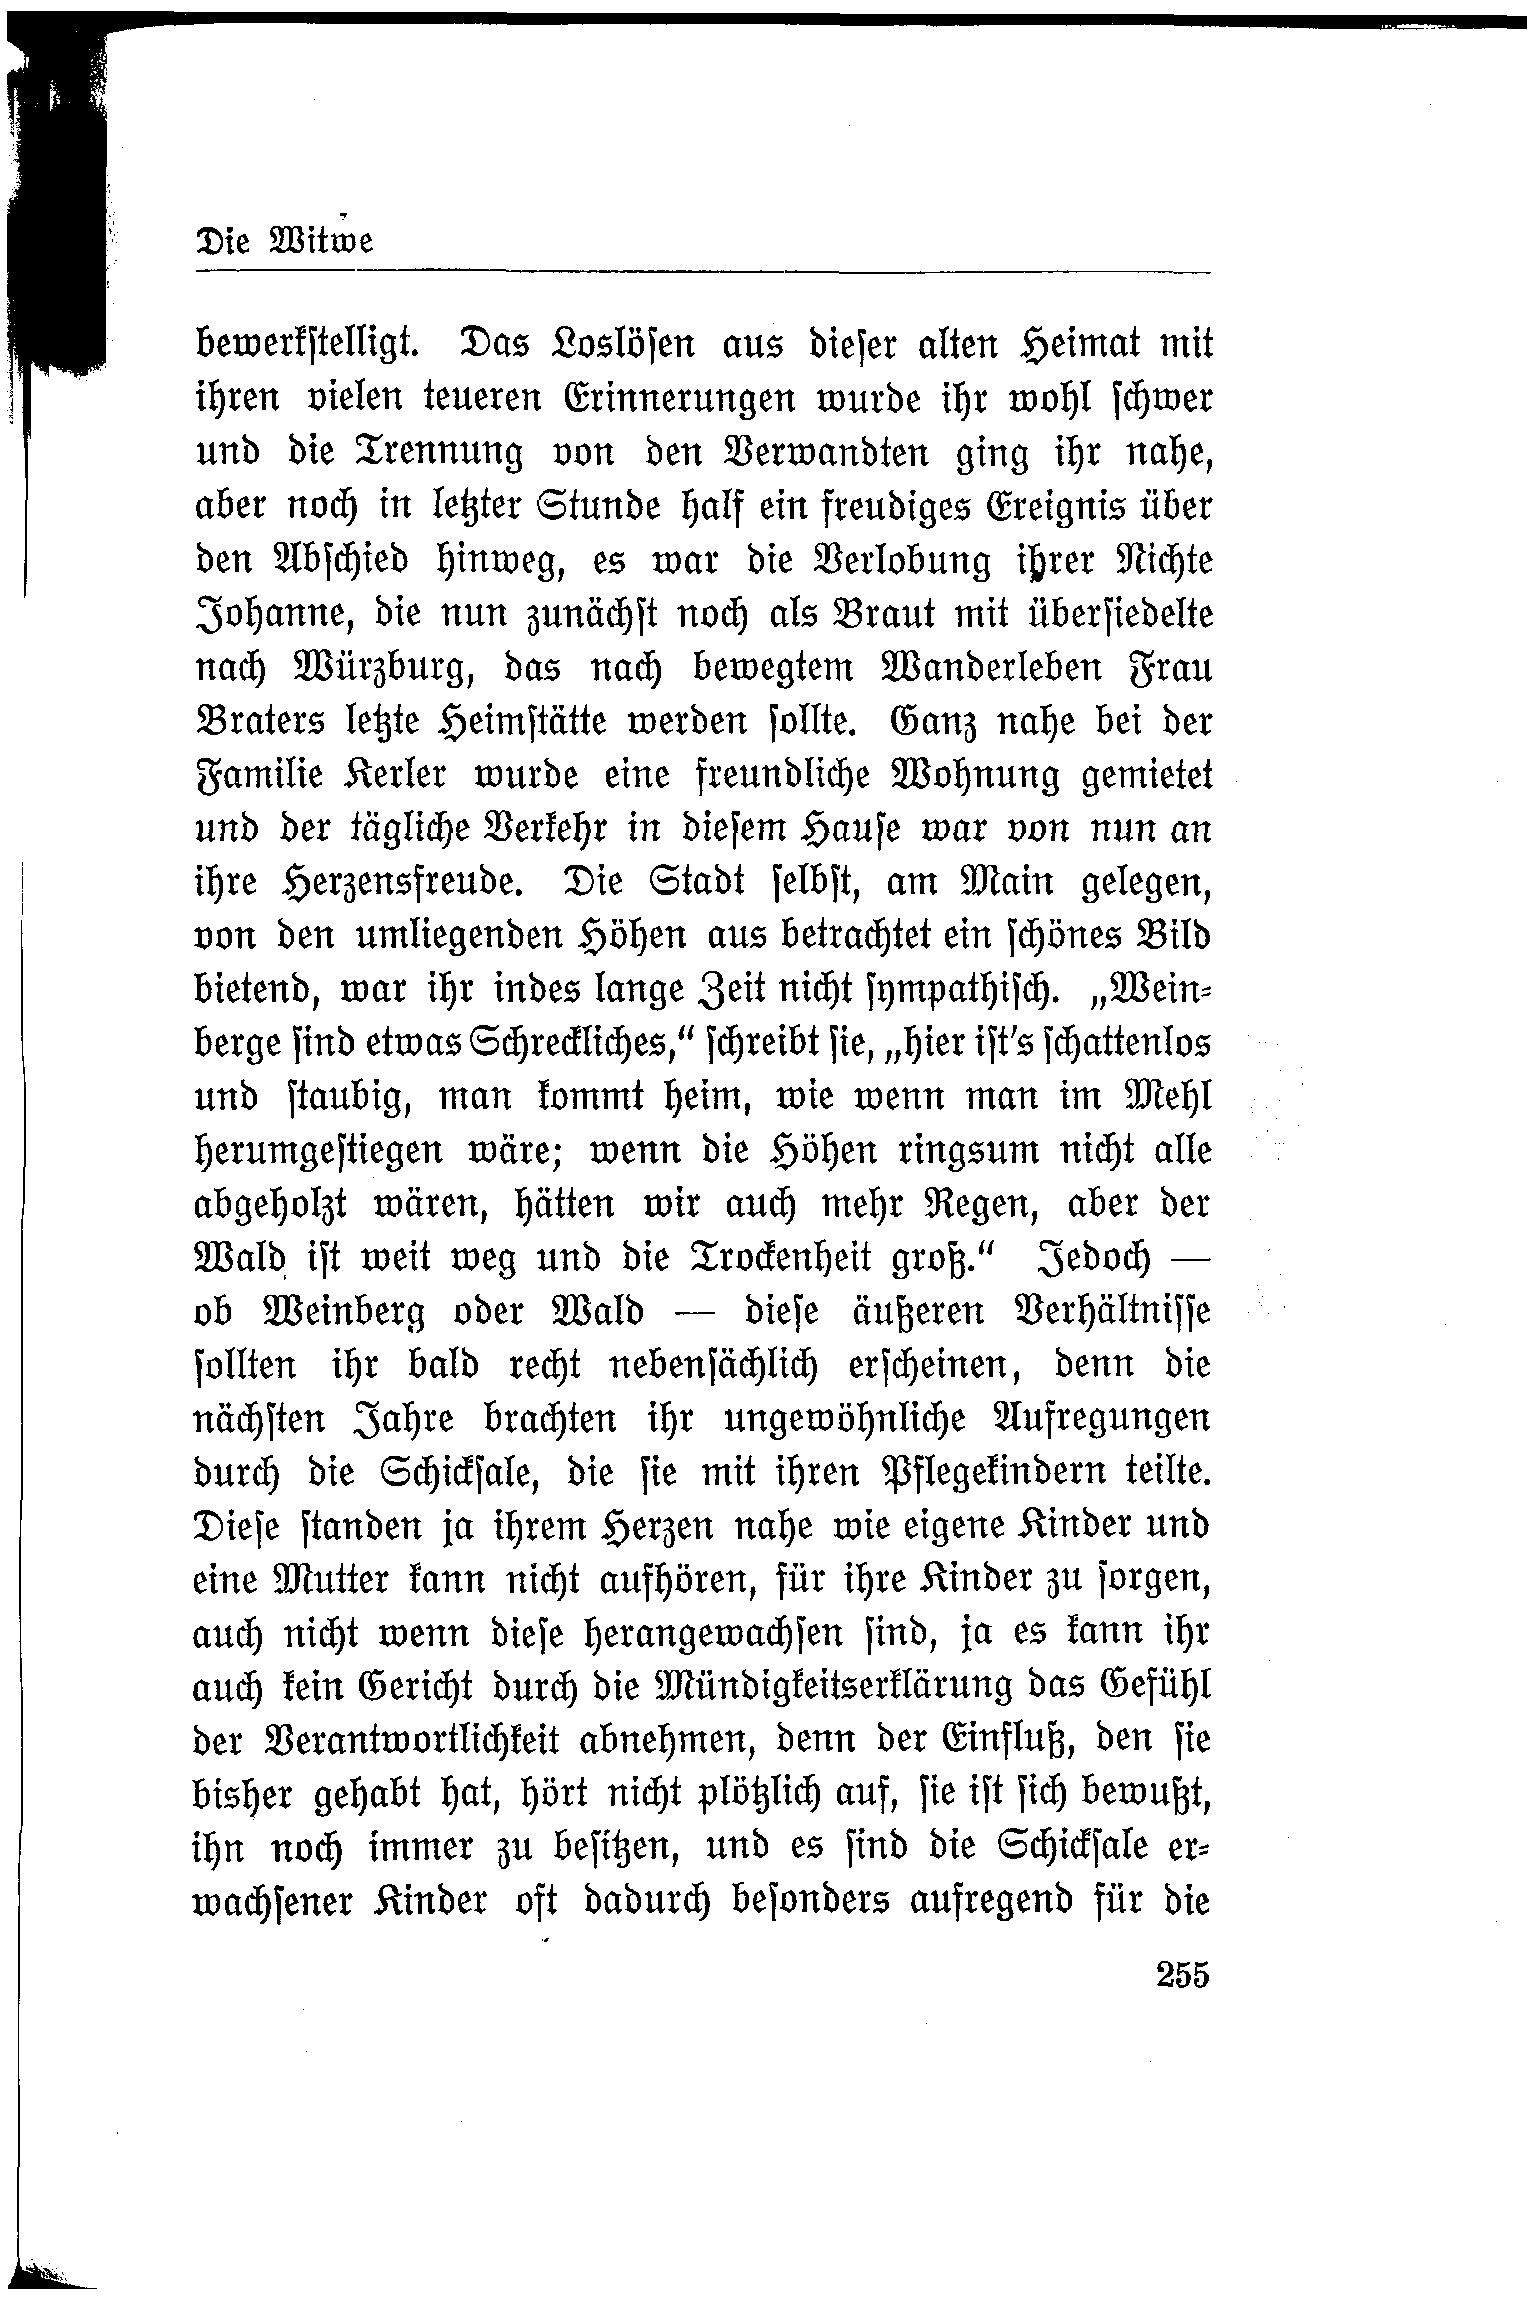 Die Witwe
bewerkstelligt. Das Loslösen aus dieser alten Heimat mit
ihren vielen teueren Erinnerungen wurde ihr wohl schwer
und die Trennung von den Verwandten ging ihr nahe,
aber noch in letzter Stunde half ein freudiges Ereignis über
den Abschied hinweg, es war die Verlobung ihrer Nichte
Johanne, die nun zunächst noch als Braut mit übersiedelte
nach Würzburg, das nach bewegtem Wanderleben Frau
Braters letzte Heimstätte werden sollte. Ganz nahe bei der
Familie Kerler wurde eine freundliche Wohnung gemietet
und der tägliche Verkehr in diesem Hause war von nun an
ihre Herzensfreude. Die Stadt selbst, am Main gelegen,
von den umliegenden Höhen aus betrachtet ein schönes Bild
bietend, war ihr indes lange Zeit nicht sympathisch. „Wein-
berge sind etwas Schreckliches,“ schreibt sie, „hier ist's schattenlos
und staubig, man kommt heim, wie wenn man im Mehl
herumgestiegen wäre; wenn die Höhen ringsum nicht alle
abgeholzt wären, hätten wir auch mehr Regen, aber der
Wald ist weit weg und die Trockenheit groß.“ Jedoch —
ob Weinberg oder Wald — diese äußeren Verhältnisse
sollten ihr bald recht nebensächlich erscheinen, denn die
nächsten Jahre brachten ihr ungewöhnliche Aufregungen
durch die Schicksale, die sie mit ihren Pflegekindern teilte.
Diese standen ja ihrem Herzen nahe wie eigene Kinder und
eine Mutter kann nicht aufhören, für ihre Kinder zu sorgen,
auch nicht wenn diese herangewachsen sind, ja es kann ihr
auch kein Gericht durch die Mündigkeitserklärung das Gefühl
der Verantwortlichkeit abnehmen, denn der Einfluß, den sie
bisher gehabt hat, hört nicht plötzlich auf, sie ist sich bewußt,
ihn noch immer zu besitzen, und es sind die Schicksale er-
wachsener Kinder oft dadurch besonders aufregend für die
255